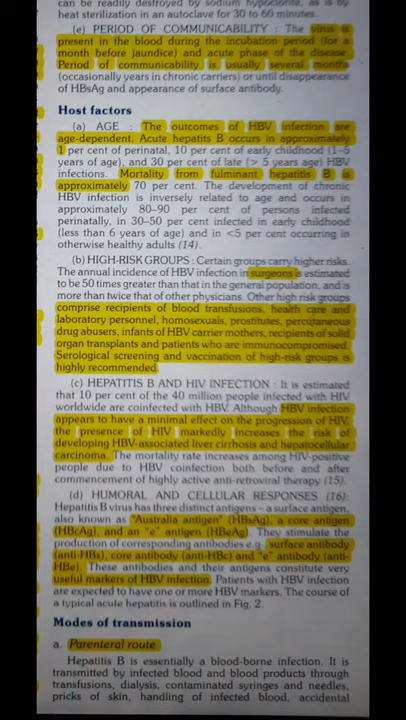 can be readily destroyed by sodium hypochlorite, as is by
heat sterilization in an autoclave for 30 to 60 minutes.
(e) PERIOD OF COMMUNICABILITY : The virus is
present in the blood during the incubation period (for a
month before jaundice) and acute phase of the disease.
Period of communicability is usually several months
(occasionally years in chronic carriers) or until disappearance
of HBsAg and appearance of surface antibody.
Host factors
(a) AGE : The outcomes of HBV infection are
age-dependent. Acute hepatitis B occurs in approximately
1 per cent of perinatal, 10 per cent of early childhood (1–5
years of age), and 30 per cent of late (> 5 years age) HBV
infections. Mortality from fulminant hepatitis B is
approximately 70 per cent. The development of chronic
HBV infection is inversely related to age and occurs in
approximately 80–90 per cent of persons infected
perinatally, in 30–50 per cent infected in early childhood
(less than 6 years of age) and in <5 per cent occurring in
otherwise healthy adults (14).
(b) HIGH-RISK GROUPS : Certain groups carry higher risks.
The annual incidence of HBV infection in surgeons is estimated
to be 50 times greater than that in the general population, and is
more than twice that of other physicians. Other high risk groups
comprise recipients of blood transfusions, health care and
laboratory personnel, homosexuals, prostitutes, percutaneous
drug abusers, infants of HBV carrier mothers, recipients of solid
organ transplants and patients who are immunocompromised.
Serological screening and vaccination of high-risk groups is
highly recommended.
(c) HEPATITIS B AND HIV INFECTION : It is estimated
that 10 per cent of the 40 million people infected with HIV
worldwide are coinfected with HBV. Although HBV infection
appears to have a minimal effect on the progression of HIV,
the presence of HIV markedly increases the risk of
developing HBV-associated liver cirrhosis and hepatocellular
carcinoma. The mortality rate increases among HIV-positive
people due to HBV coinfection both before and after
commencement of highly active anti-retroviral therapy (15).
(d) HUMORAL AND CELLULAR RESPONSES (16) :
Hepatitis B virus has three distinct antigens – a surface antigen,
also known as "Australia antigen" (HBsAg), a core antigen
(HBcAg), and an "e" antigen (HBeAg). They stimulate the
production of corresponding antibodies e.g., surface antibody
(anti-HBs), core antibody (anti-HBc) and "e" antibody (anti-
HBe). These antibodies and their antigens constitute very
useful markers of HBV infection. Patients with HBV infection
are expected to have one or more HBV markers. The course of
a typical acute hepatitis is outlined in Fig. 2.
Modes of transmission
a. Parenteral route
Hepatitis B is essentially a blood-borne infection. It is
transmitted by infected blood and blood products through
transfusions, dialysis, contaminated syringes and needles,
pricks of skin, handling of infected blood, accidental